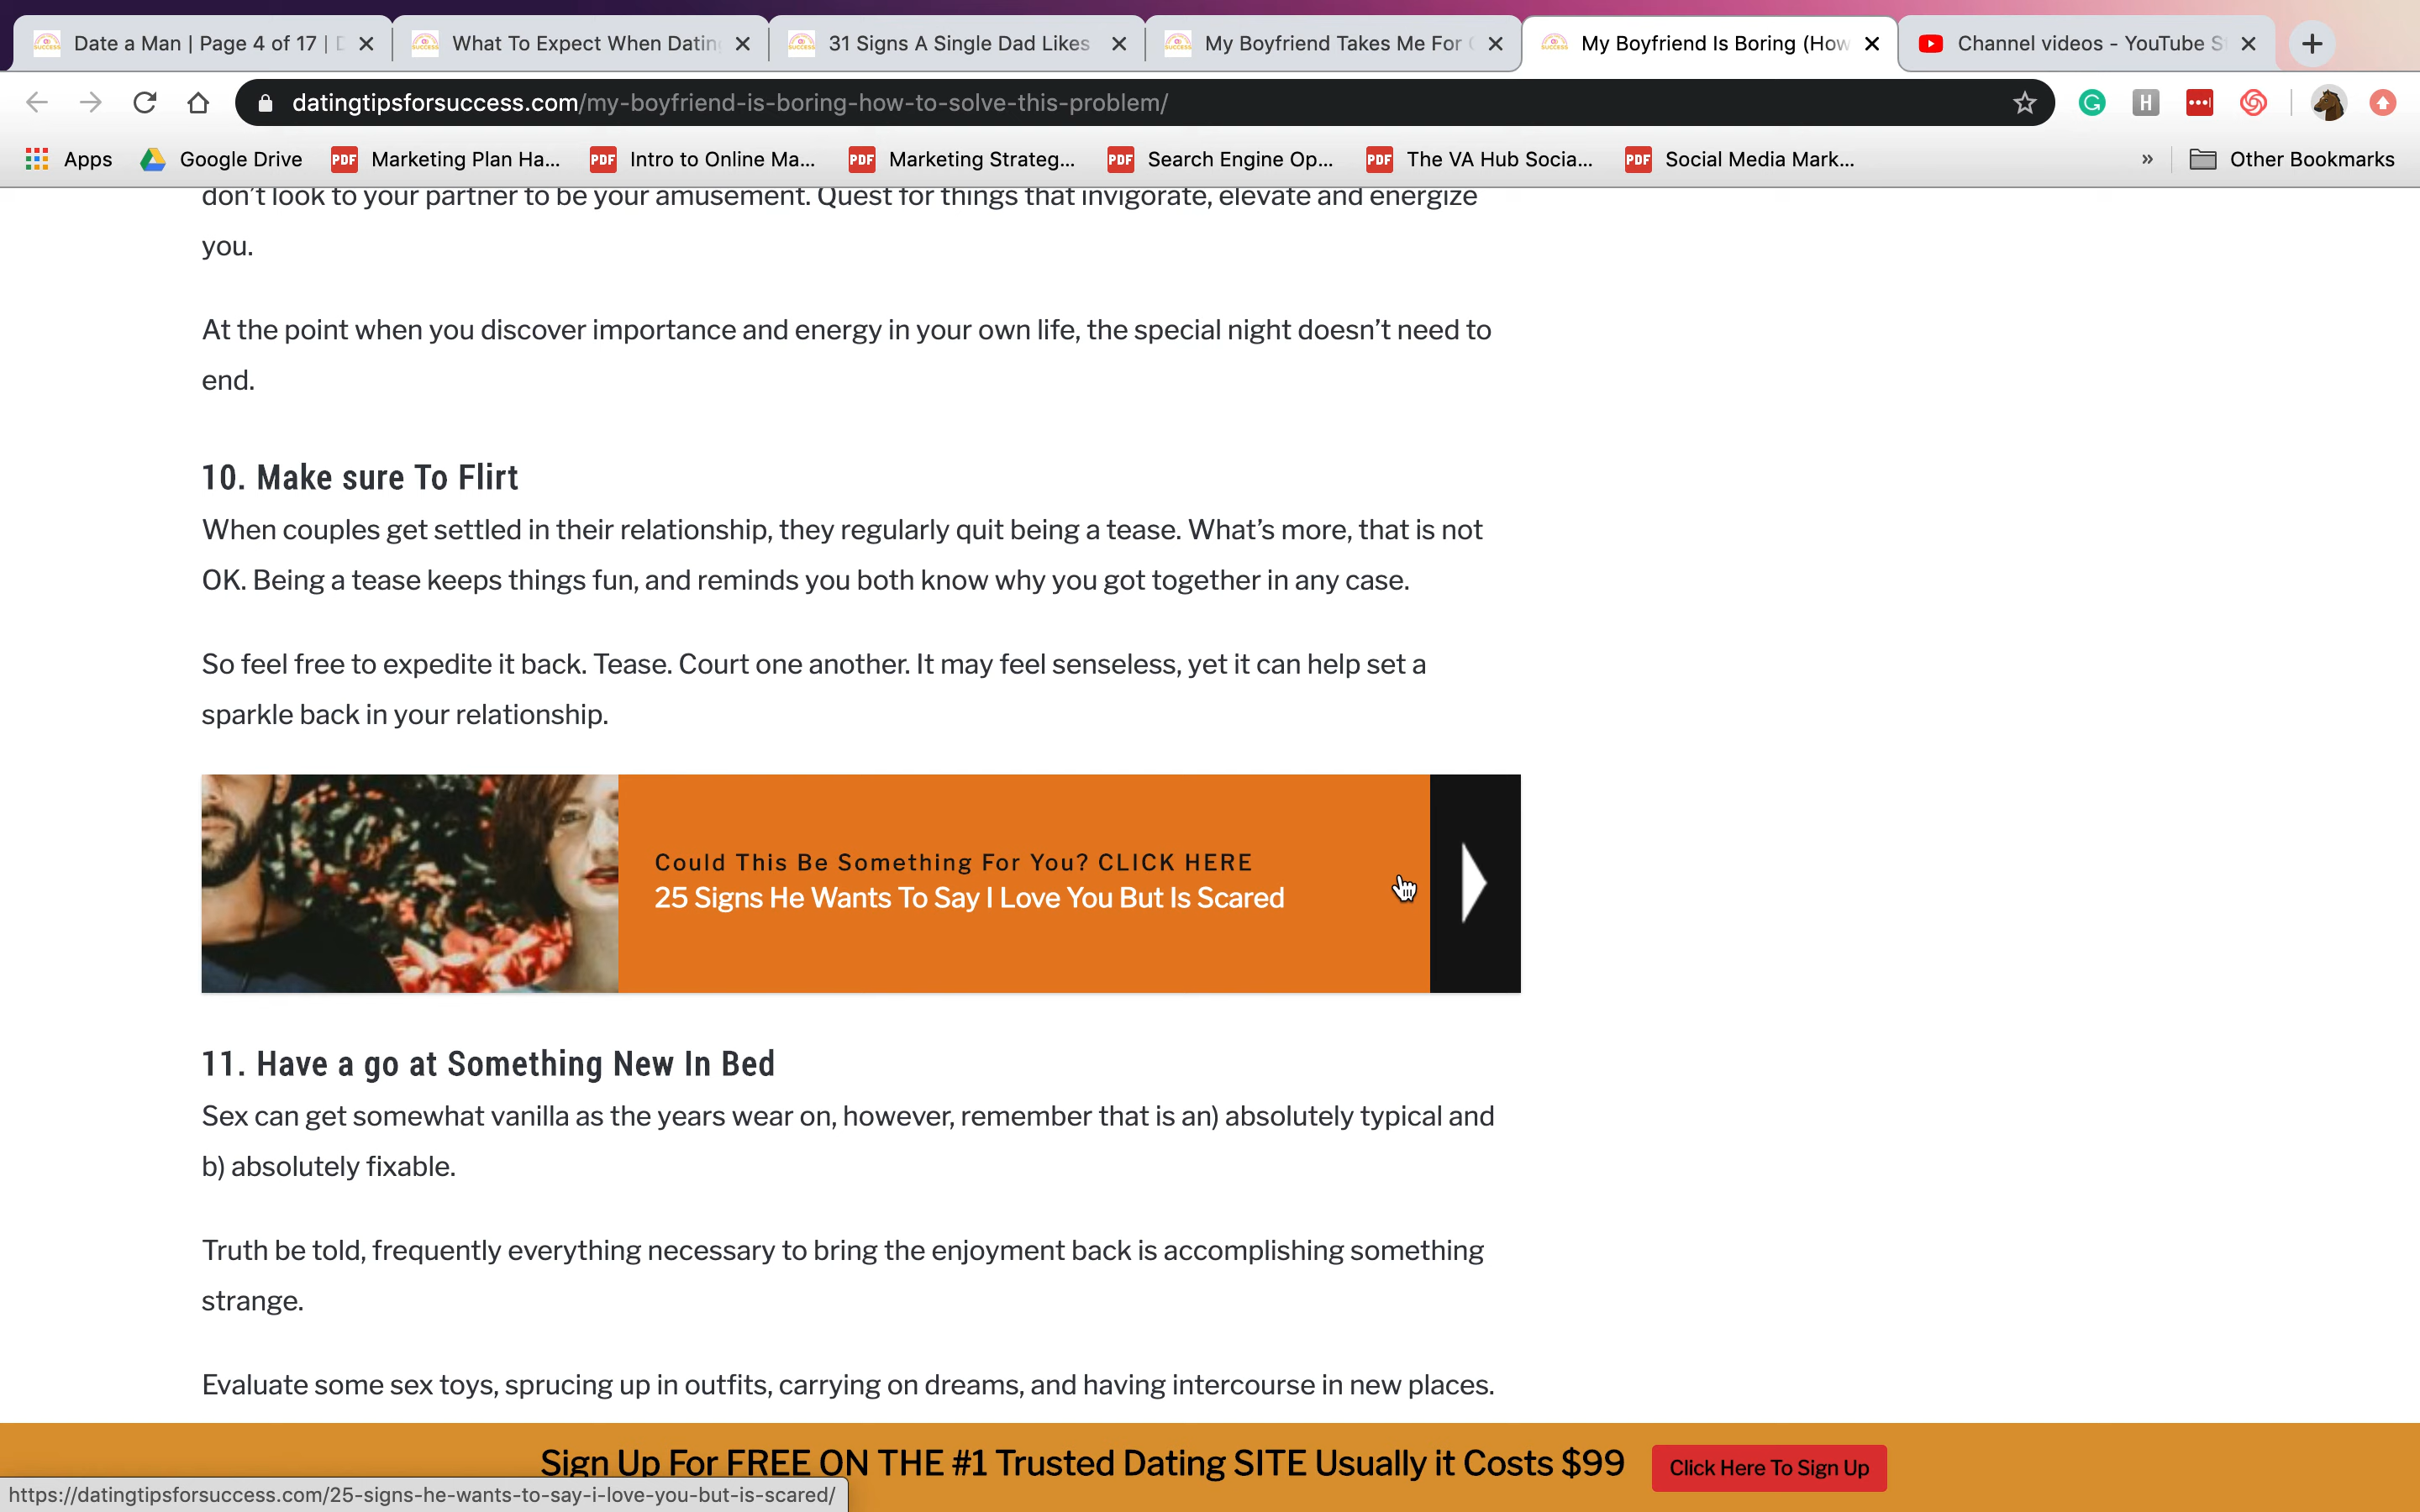 Date a Man | Page 4 of 17 |
What To Expect When Datin
31 Signs A Single Dad Likes
My Boyfriend Takes Me For
My Boyfriend Is Boring (How
Channel videos - YouTube S
datingtipsforsuccess.com/my-boyfriend-is-boring-how-to-solve-this-problem/
Apps
Google Drive
PDF Marketing Plan Ha...
PDF Intro to Online Ma...
PDF Marketing Strateg...
PDF Search Engine Op...
PDF The VA Hub Socia...
PDF Social Media Mark...
»
Other Bookmarks
don’t look to your partner to be your amusement. Quest for things that invigorate, elevate and energize
you.
At the point when you discover importance and energy in your own life, the special night doesn’t need to
end.
10. Make sure To Flirt
When couples get settled in their relationship, they regularly quit being a tease. What’s more, that is not
OK. Being a tease keeps things fun, and reminds you both know why you got together in any case.
So feel free to expedite it back. Tease. Court one another. It may feel senseless, yet it can help set a
sparkle back in your relationship.
Could This Be Something For You? CLICK HERE
25 Signs He Wants To Say I Love You But Is Scared
11. Have a go at Something New In Bed
Sex can get somewhat vanilla as the years wear on, however, remember that is an) absolutely typical and
b) absolutely fixable.
Truth be told, frequently everything necessary to bring the enjoyment back is accomplishing something
strange.
Evaluate some sex toys, sprucing up in outfits, carrying on dreams, and having intercourse in new places.
Sign Up For FREE ON THE #1 Trusted Dating SITE Usually it Costs $99
Click Here To Sign Up
https://datingtipsforsuccess.com/25-signs-he-wants-to-say-i-love-you-but-is-scared/